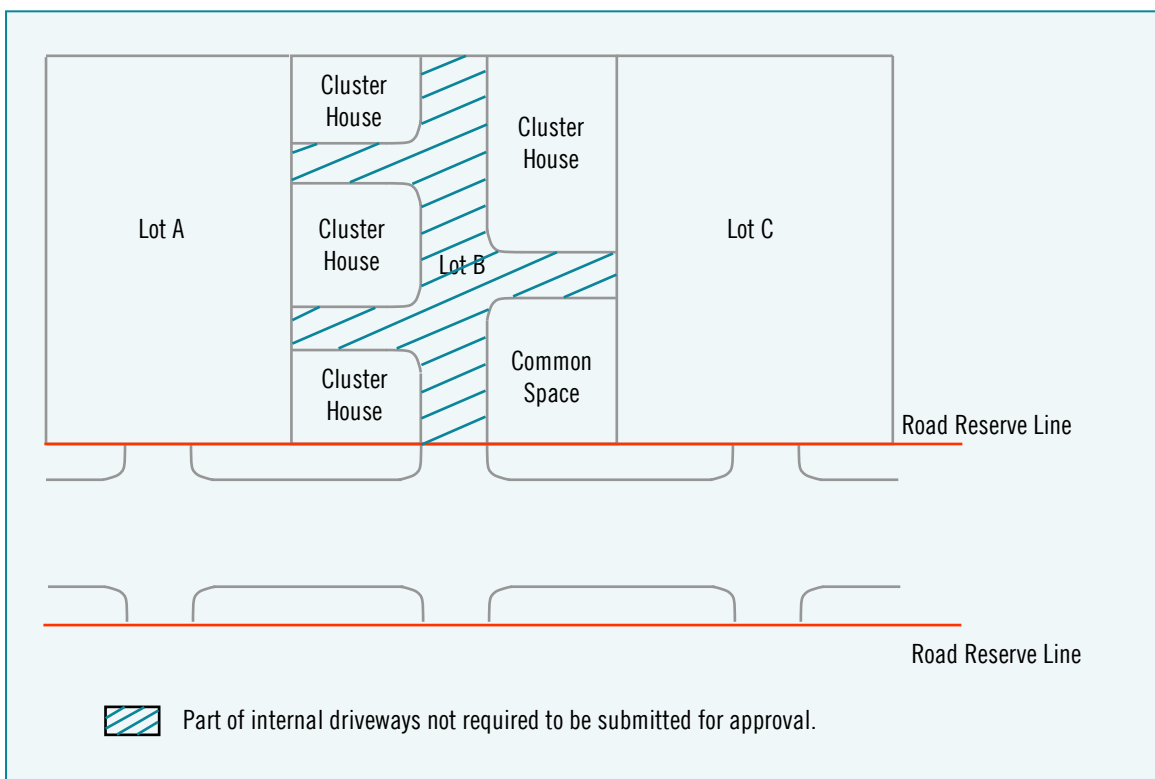 Cluster
House
Cluster
House
Lot A
Cluster
House
Lot B
Lot C
Cluster
House
Common
Space
Road Reserve Line
Road Reserve Line
Part of internal driveways not required to be submitted for approval.